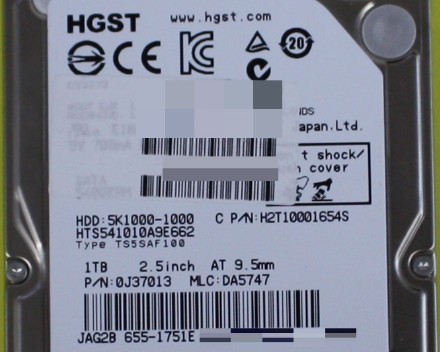 HGST www.hgst.com
20
apan.Ltd.
t shock/
cover
HDD:5K1000-1000 C P/N:H2T10001654S
HTS541010A9E662
Type TS5SAF100
1TB 2.5inch AT 9.5mm
P/N:0J37013 MLC:DA5747
JAG2B 655-1751E